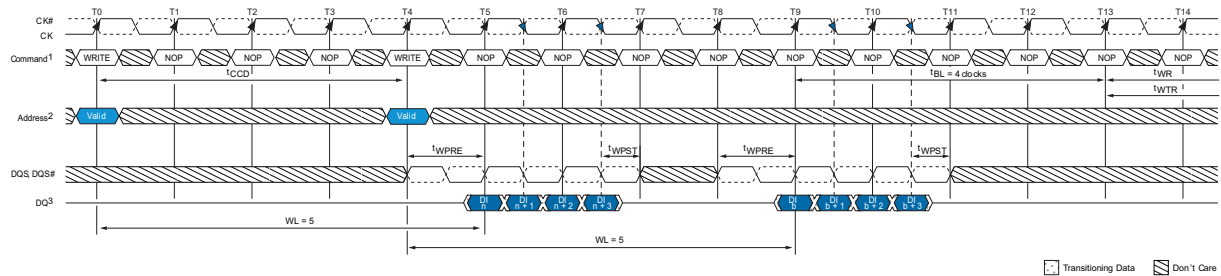 T0 T1 T2 T3 T4 T5 T6 T7 T8 T9 T10 T11 T12 T13 T14
CK#
CK
Command1 WRITE NOP NOP NOP WRITE NOP NOP NOP NOP NOP NOP NOP NOP NOP NOP
tCCD tBL = 4 clocks tWR
tWTR
Address2 Valid Valid
tWPRE tWPST tWPRE tWPST
DQS, DQS#
DQ3 DI n DI n + 1 DI n + 2 DI n + 3 DI b DI b + 1 DI b + 2 DI b + 3
WL = 5
WL = 5
Transitioning Data Don't Care